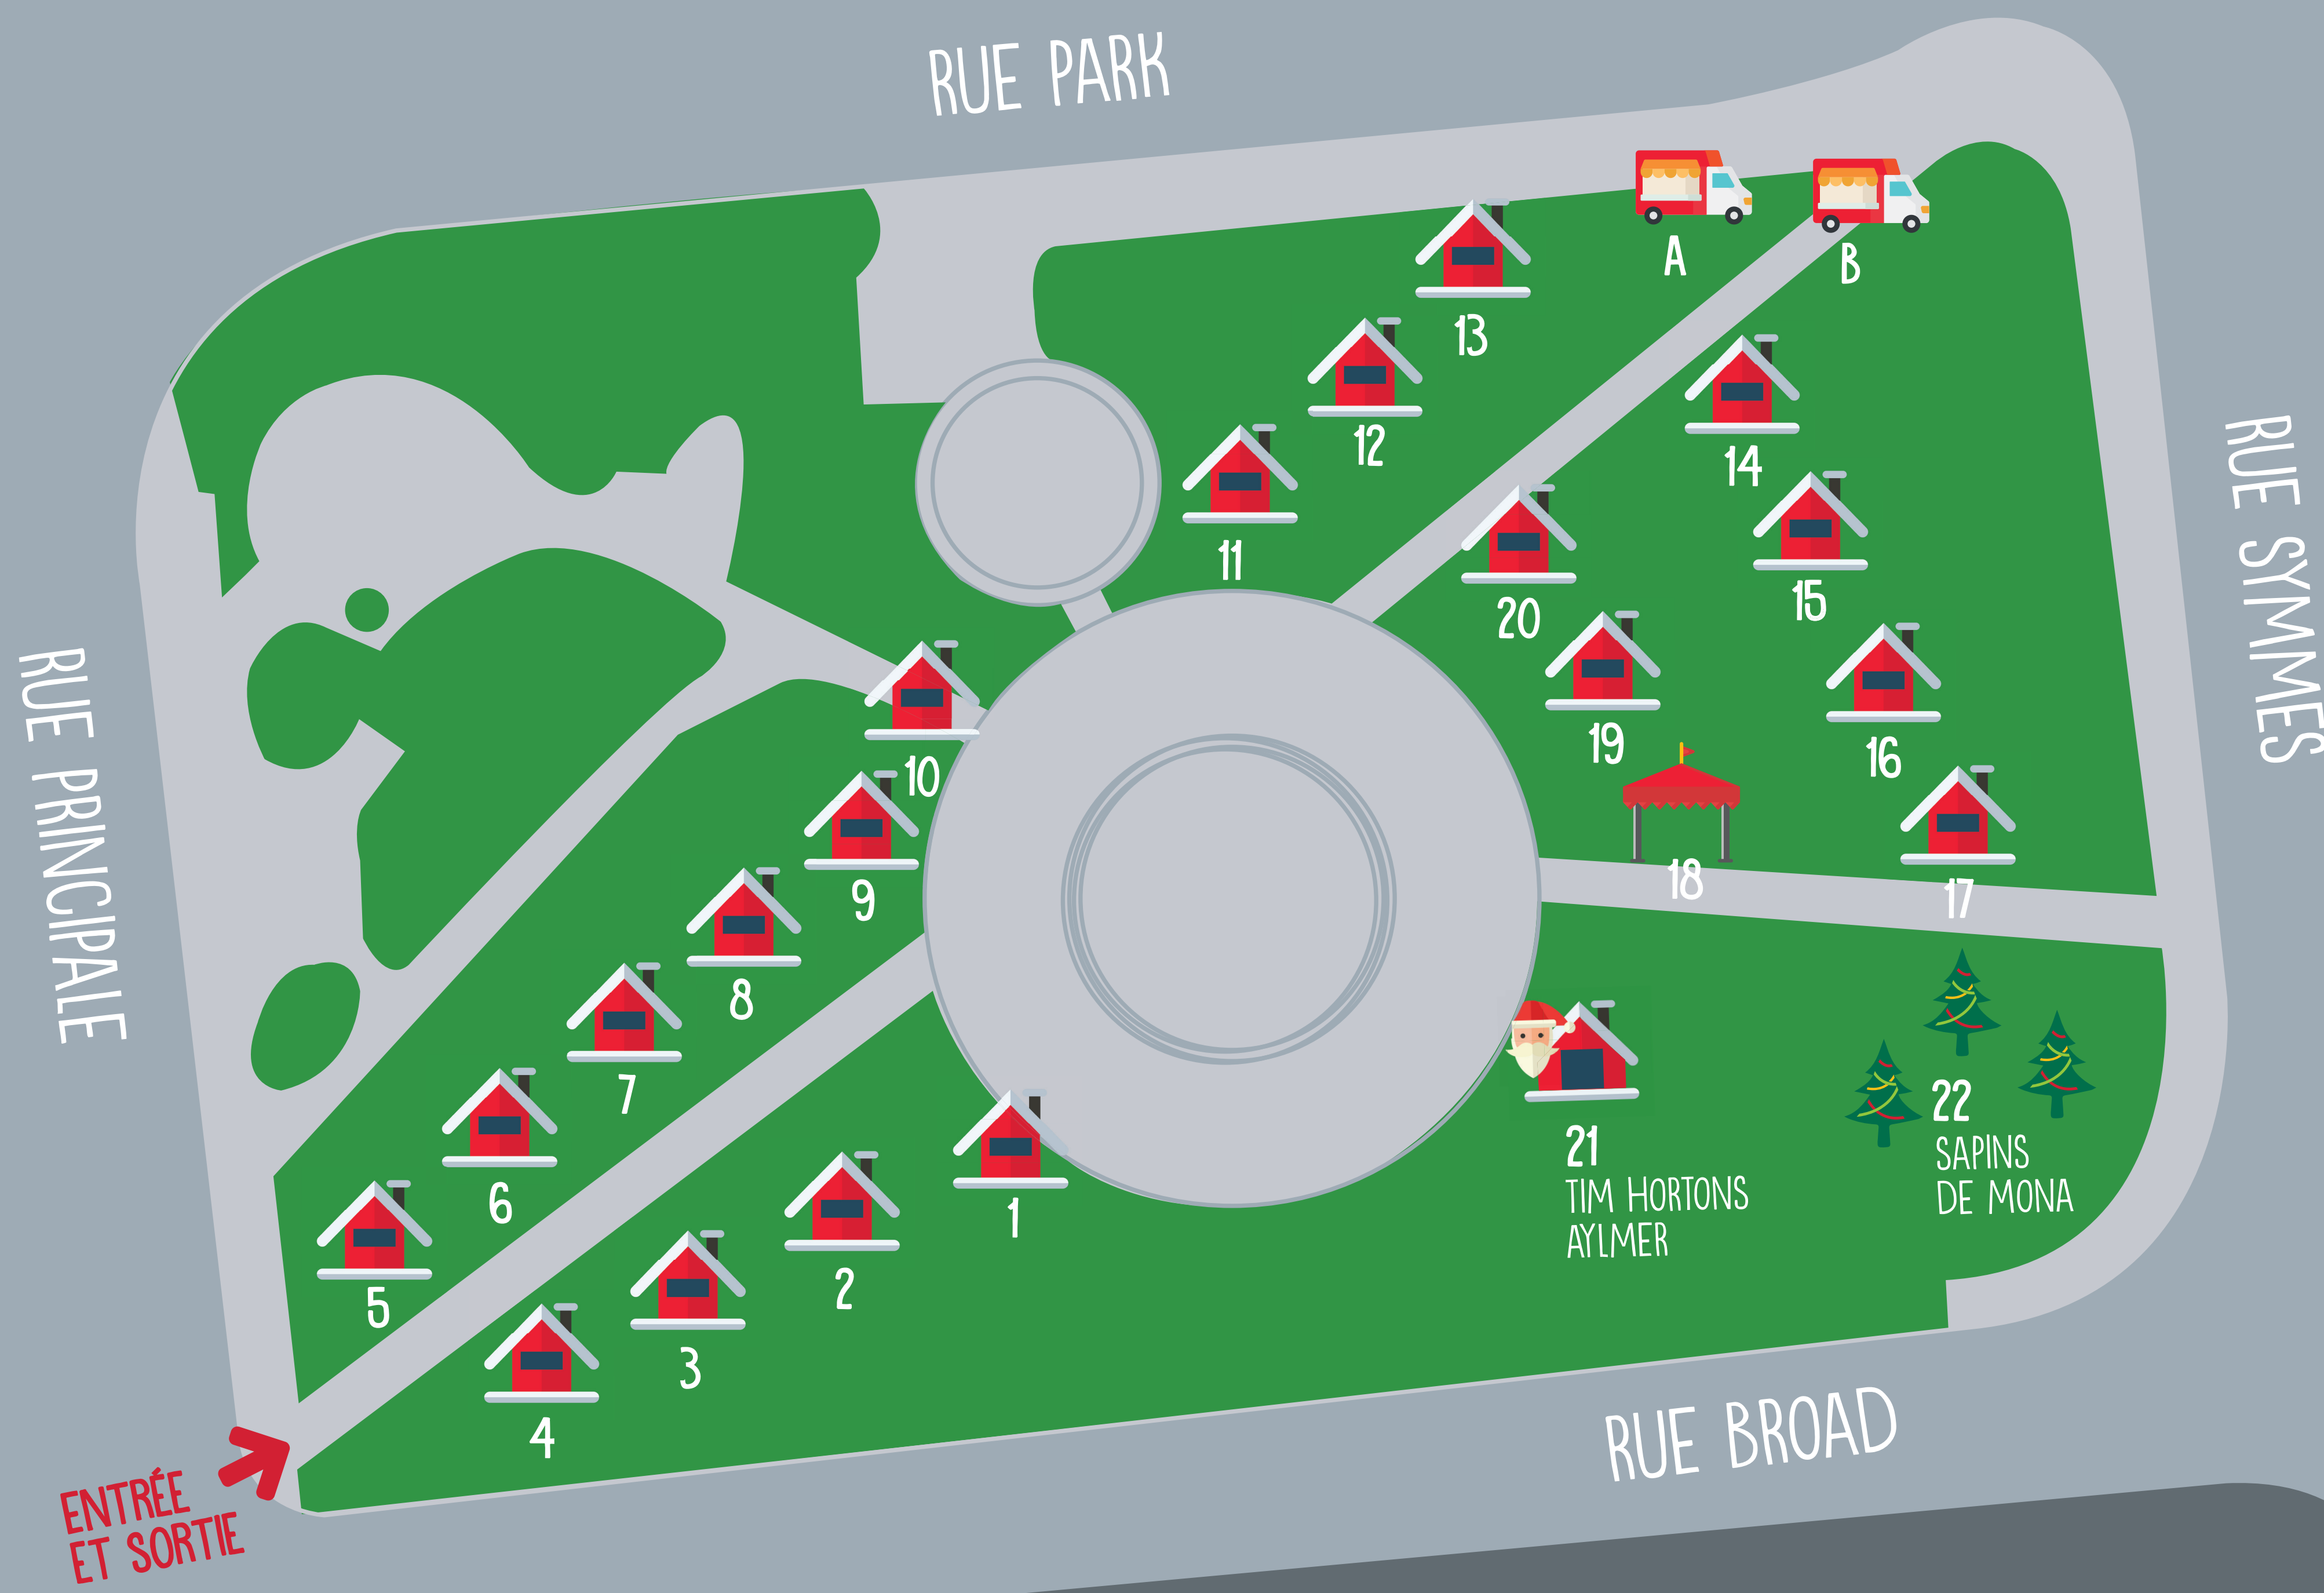 RUE PARK
A
B
13
12
14
11
15
20
RUE SYMMES
19
16
10
18
17
9
RUE PRINCIPALE
8
7
22
SAPINS
DE MONA
21
TIM HORTONS
AYLMER
6
1
5
2
3
4
RUE BROAD
ENTRÉE
ET SORTIE